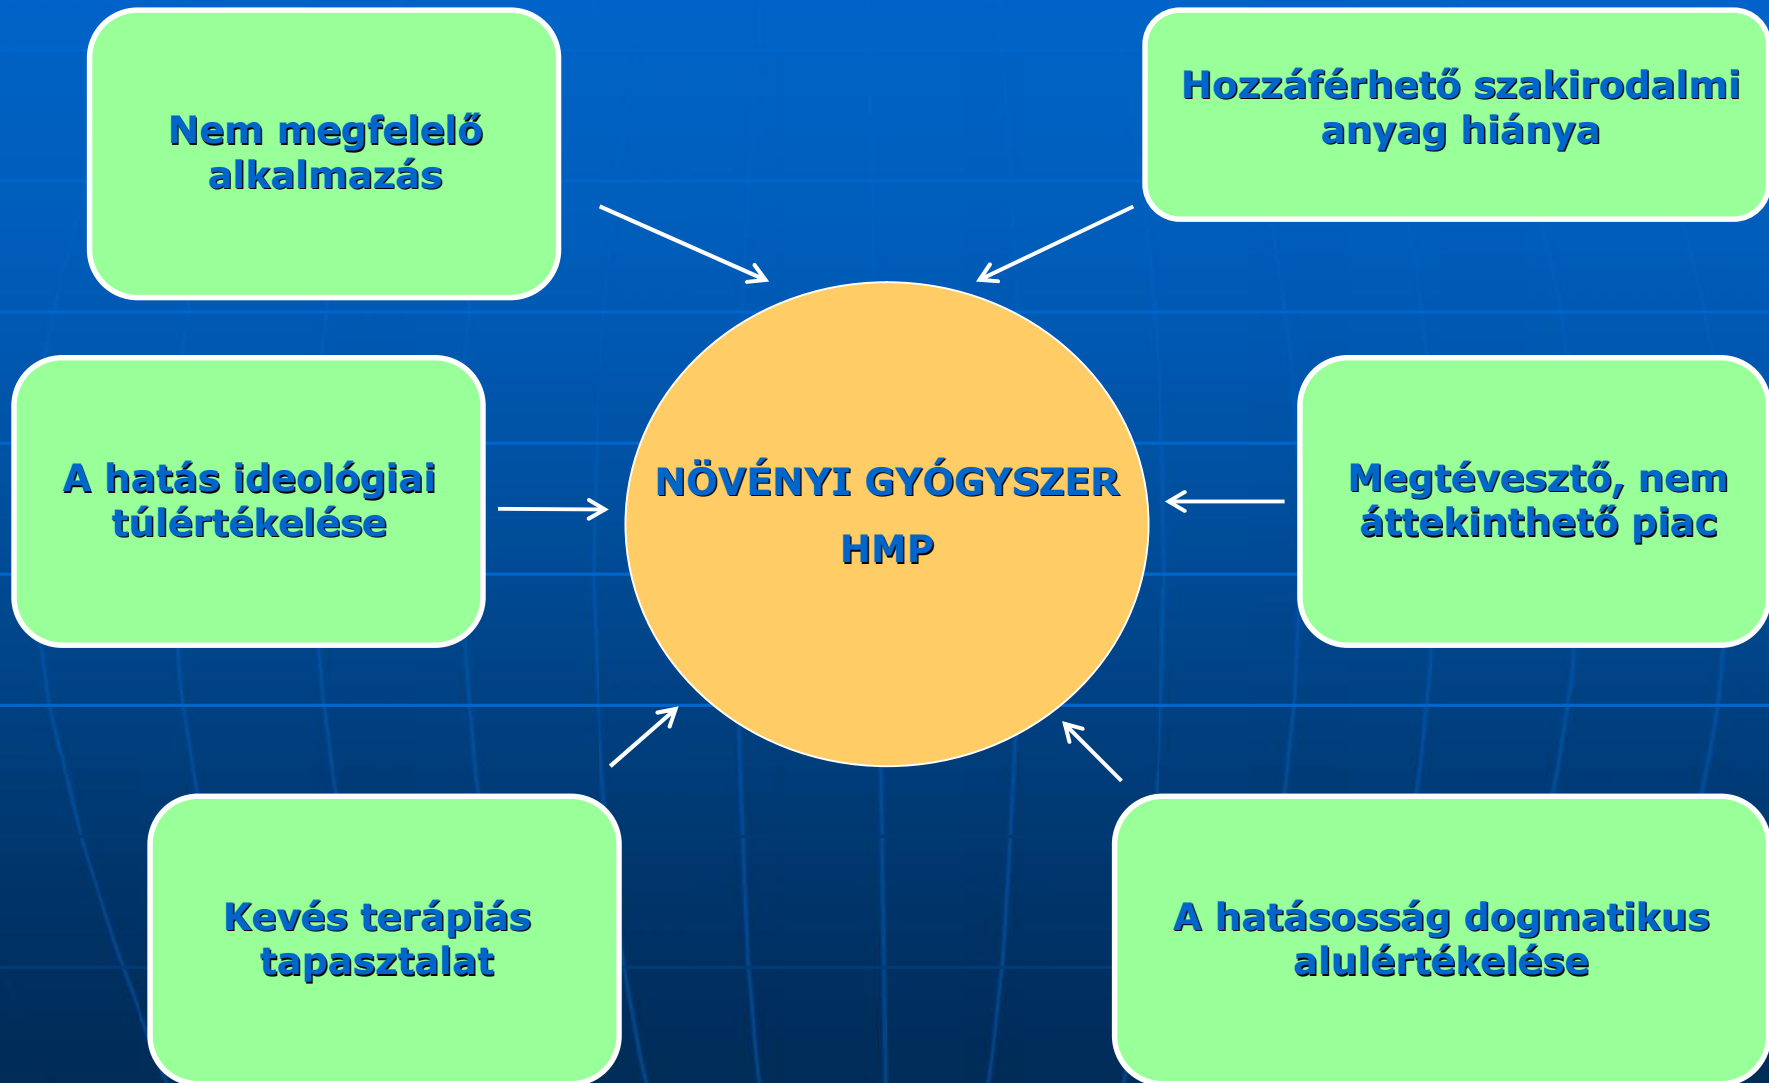 Nem megfelelő
alkalmazás
Hozzáférhető szakirodalmi
anyag hiánya
A hatás ideológiai
túlértékelése
NÖVÉNYI GYÓGYSZER
HMP
Megtévesztő, nem
áttekinthető piac
Kevés terápiás
tapasztalat
A hatásosság dogmatikus
alulértékelése